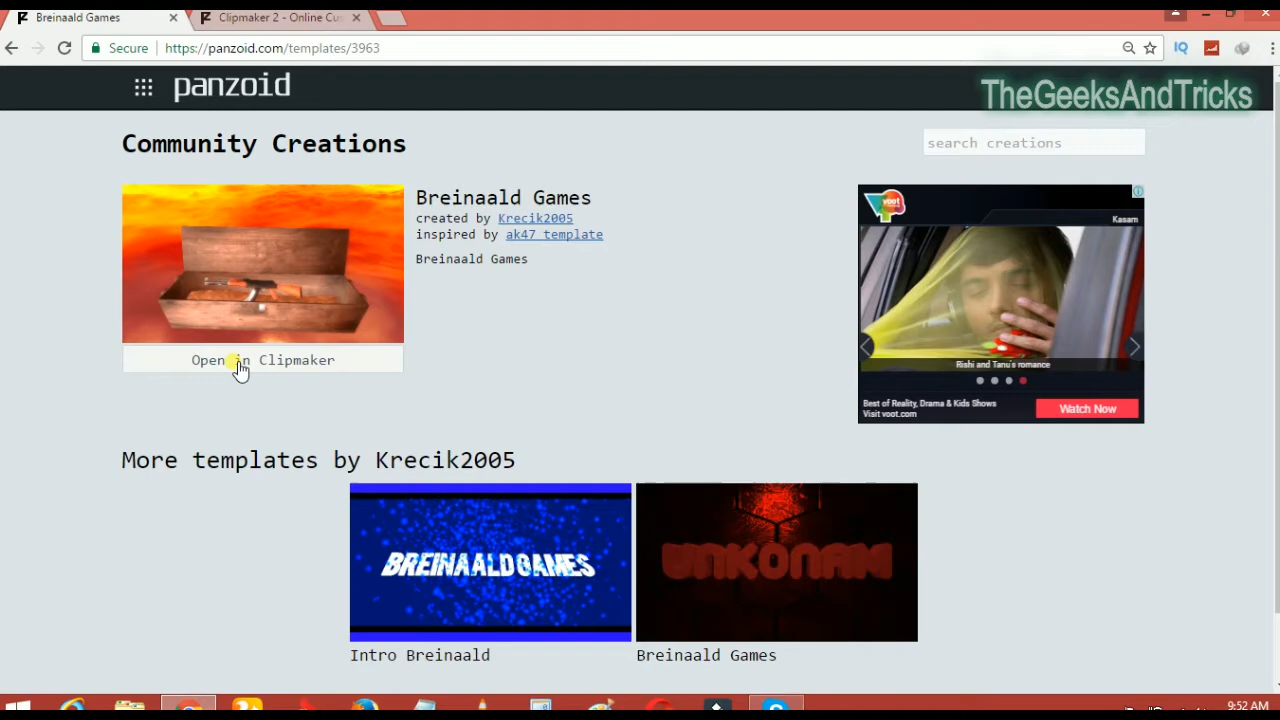 Breinaald Games
Clipmaker 2 - Online Cu
Secure
https://panzoid.com/templates/3963
IQ
panzoid
TheGeeksAndTricks
Community Creations
search creations
Breinaald Games
created by Krecik2005
inspired by ak47 template
Breinaald Games
Open in Clipmaker
voot
Kasam
Rishi and Tanu's romance
Best of Reality, Drama & Kids Shows
Visit voot.com
Watch Now
More templates by Krecik2005
BREINAALDGAMES
UNKONAM
Intro Breinaald
Breinaald Games
9:52 AM